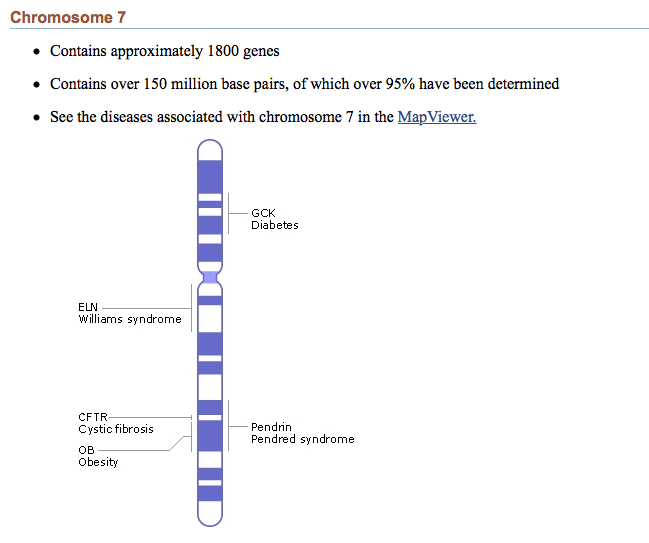 Chromosome 7
• Contains approximately 1800 genes
• Contains over 150 million base pairs, of which over 95% have been determined
• See the diseases associated with chromosome 7 in the MapViewer.
GCK
Diabetes
ELN
Williams syndrome
CFTR
Cystic fibrosis
Pendrin
Pendred syndrome
OB
Obesity